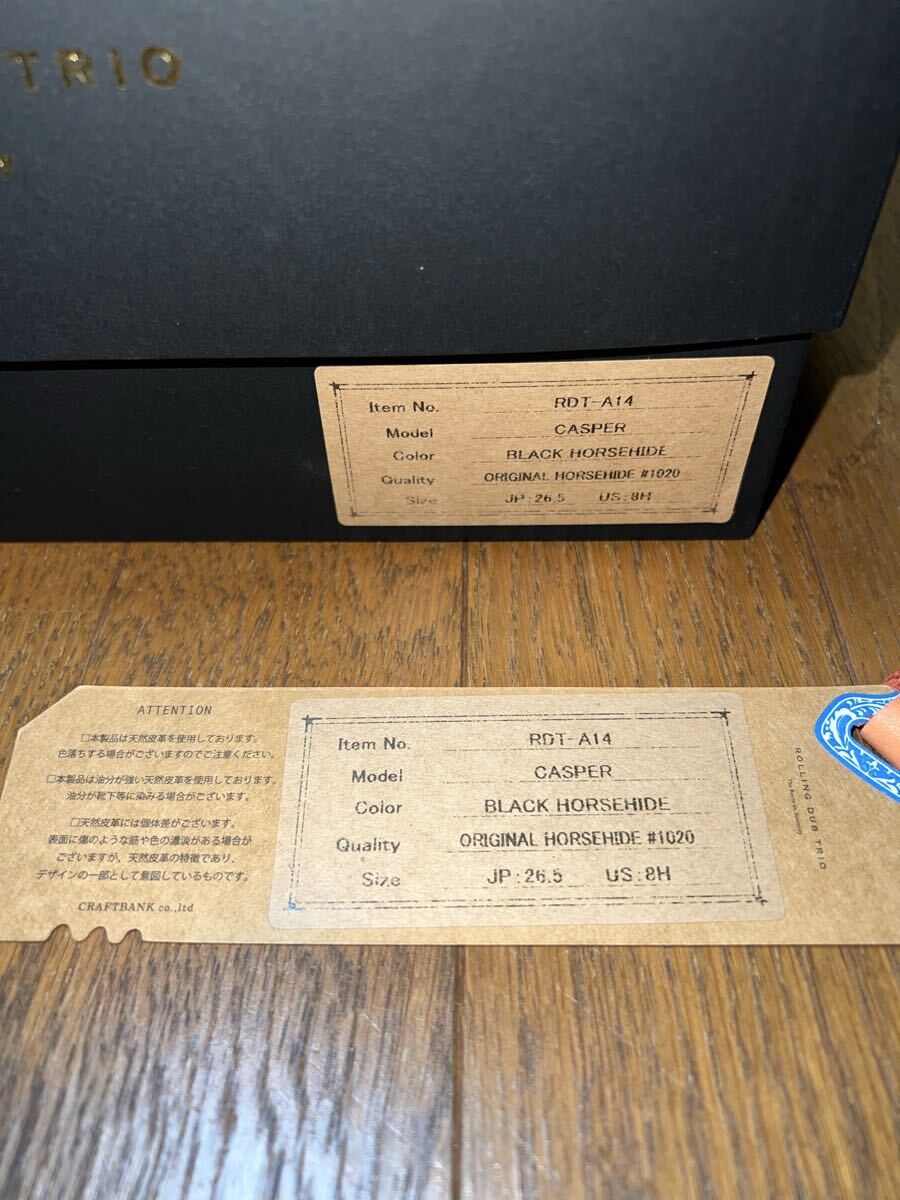 TRIO
Item No. RDT-A14
Model CASPER
Color BLACK HORSEHIDE
Quality ORIGINAL HORSEHIDE #1020
Size JP:26.5 US:8H
ATTENTION
□本製品は天然皮革を使用しております。
色落ちする場合がございますのでご注意ください。
□本製品は油分が強い天然皮革を使用しております。
油分が靴下等に染みる場合がございます。
□天然皮革には個体差がございます。
表面に傷のような筋や色の濃淡がある場合が
ございますが、天然皮革の特徴であり、
デザインの一部として意図しているものです。
CRAFTBANK co.,ltd
Item No. RDT-A14
Model CASPER
Color BLACK HORSEHIDE
Quality ORIGINAL HORSEHIDE #1020
Size JP:26.5 US:8H
ROLLING DUB TRIO